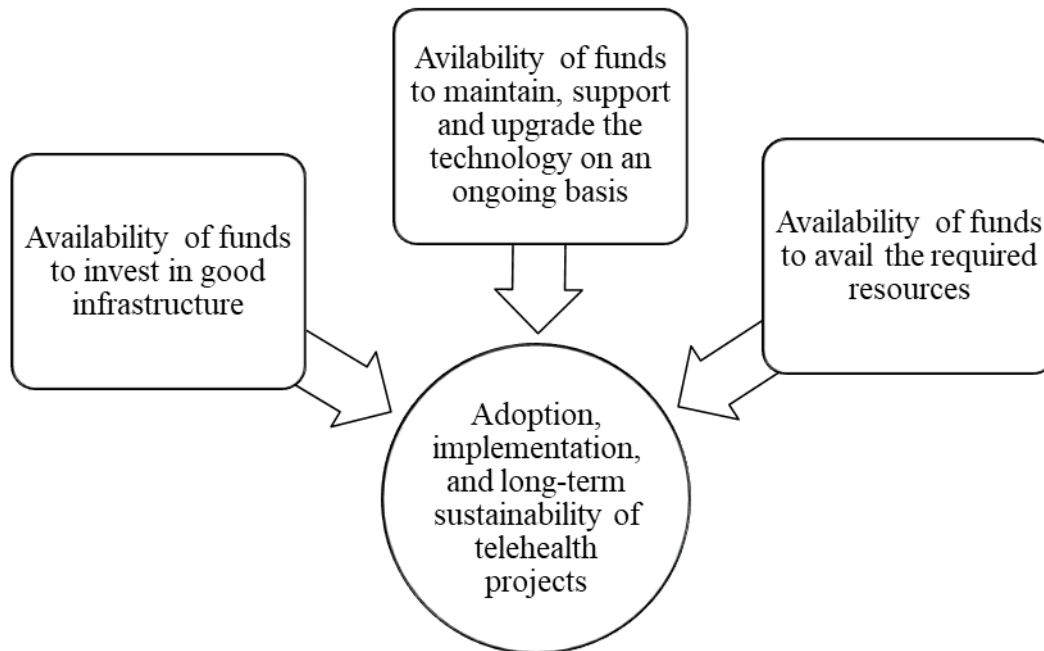 Avilability of funds
to maintain, support
and upgrade the
technology on an
ongoing basis
Availability of funds
to invest in good
infrastructure
Availability of funds
to avail the required
resources
Adoption,
implementation,
and long-term
sustainability of
telehealth
projects